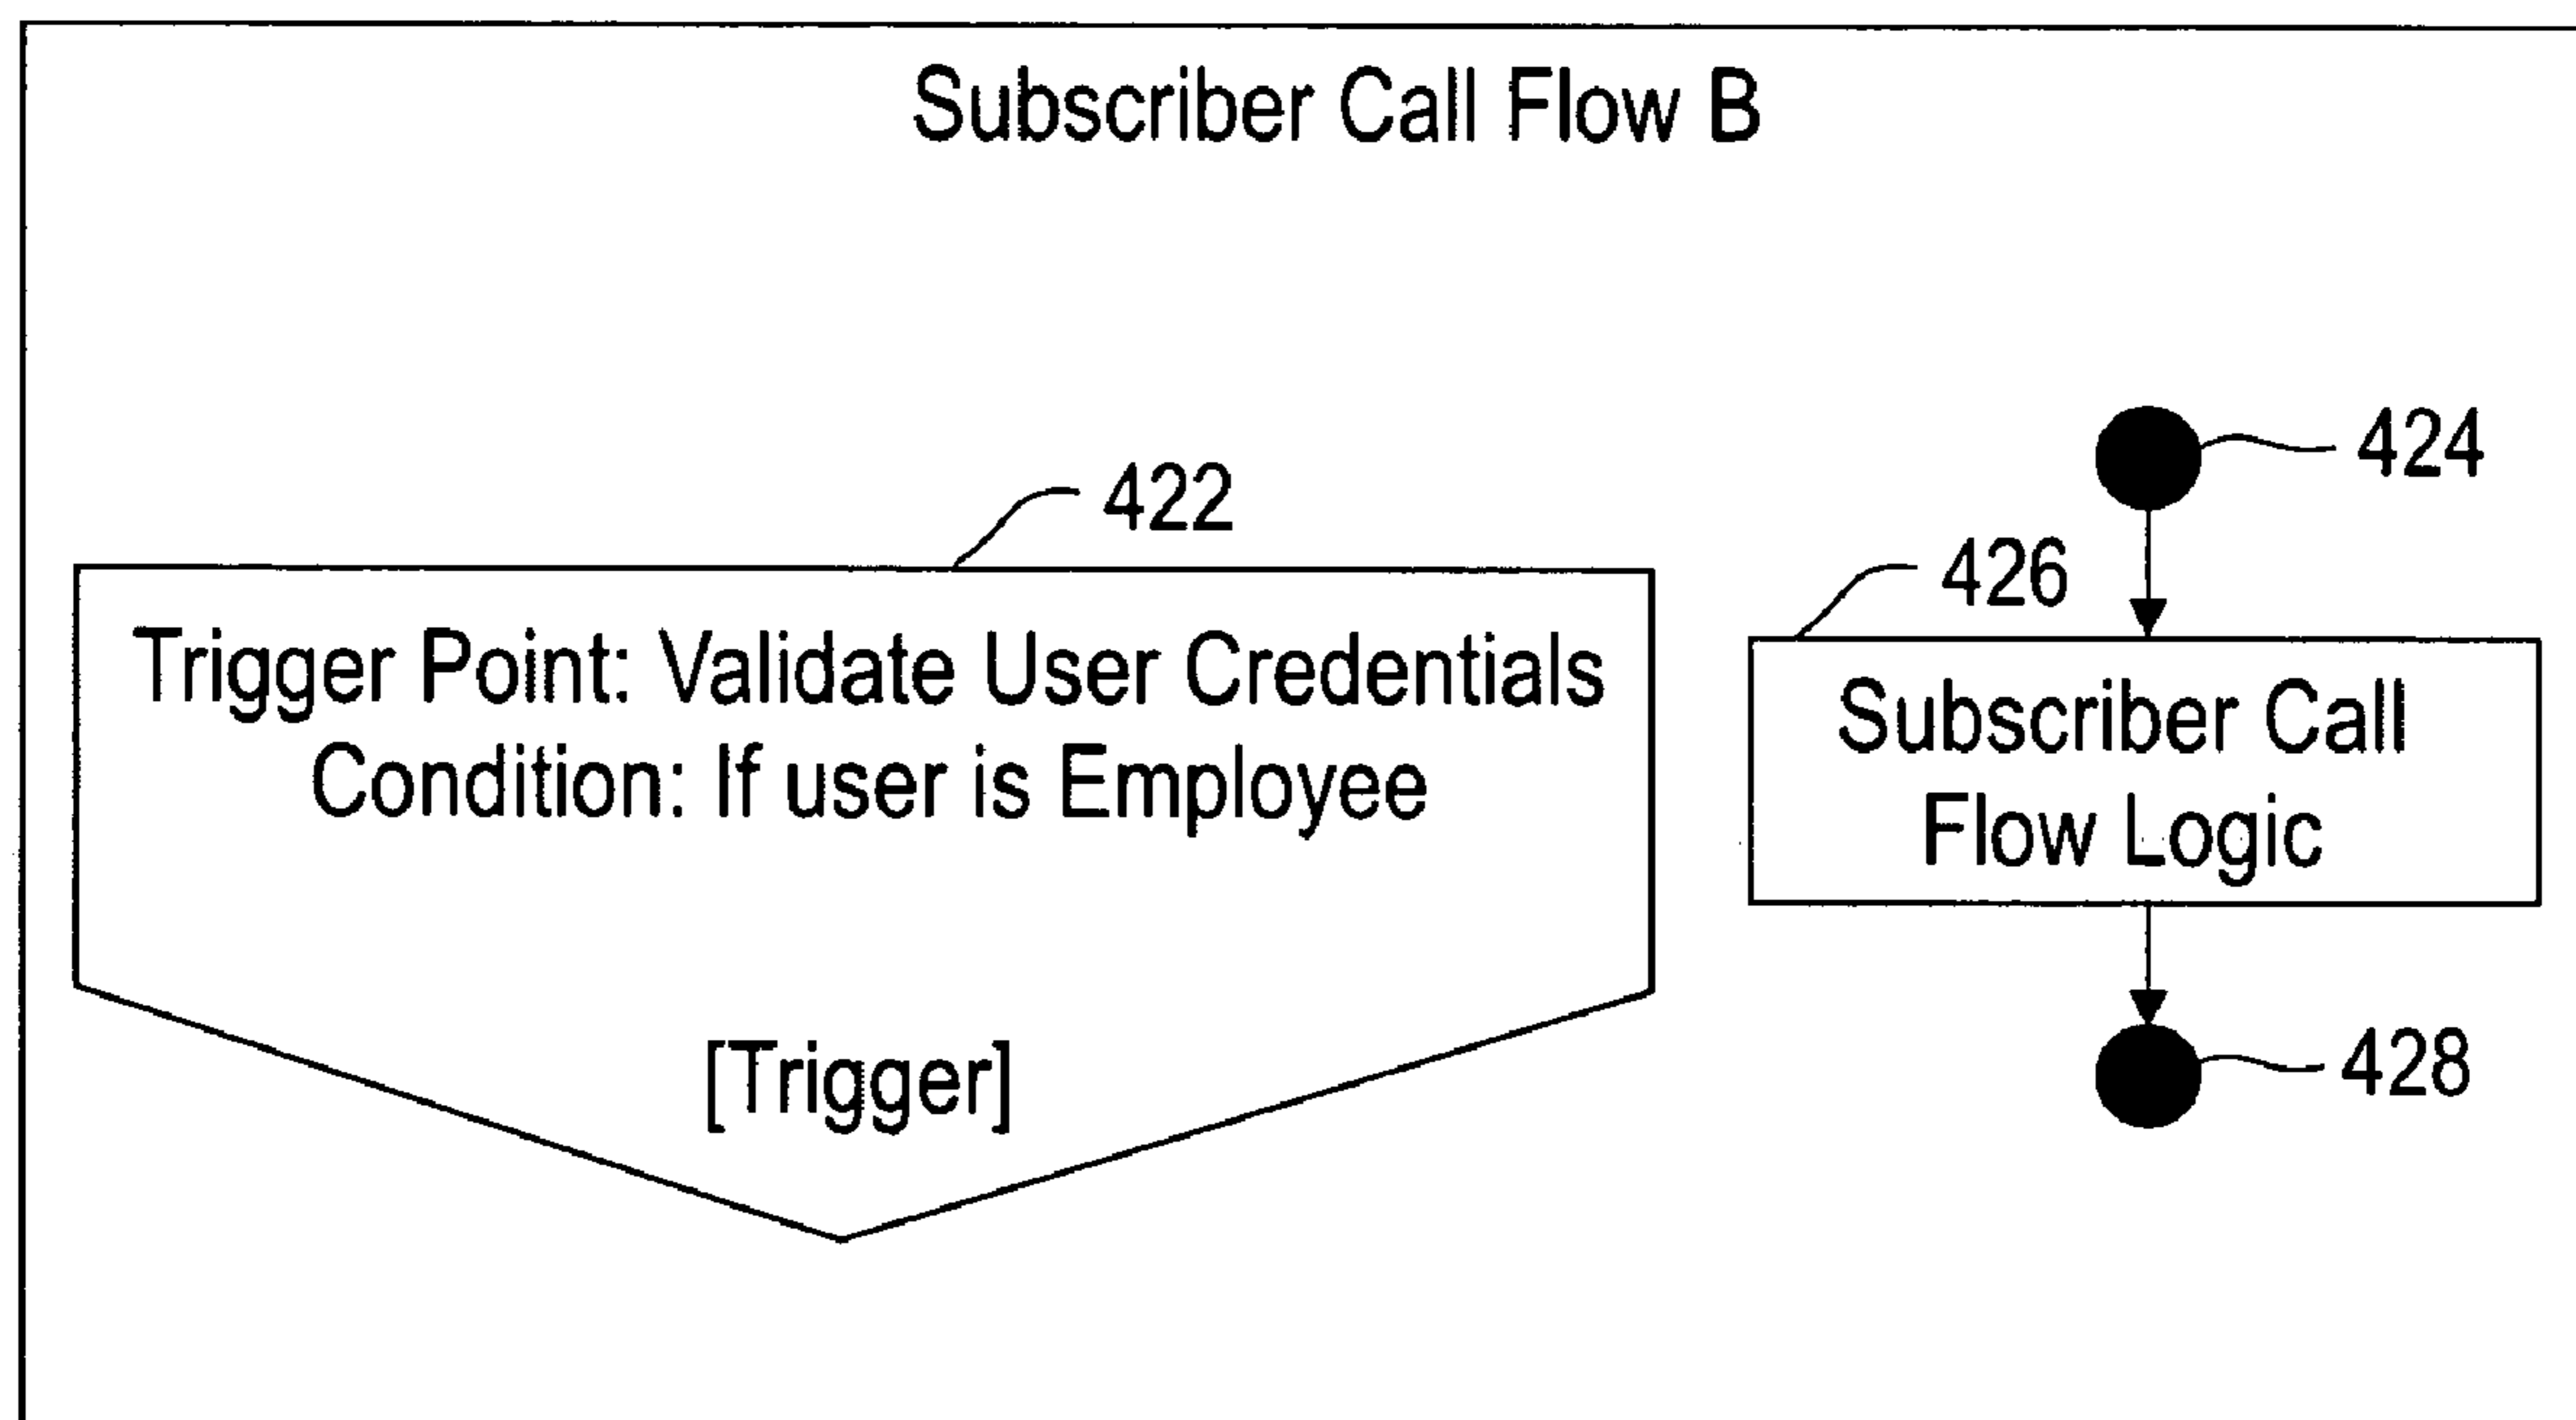 Subscriber Call Flow B
424
422
426
Trigger Point: Validate User Credentials
Condition: If user is Employee
Subscriber Call
Flow Logic
[Trigger]
428